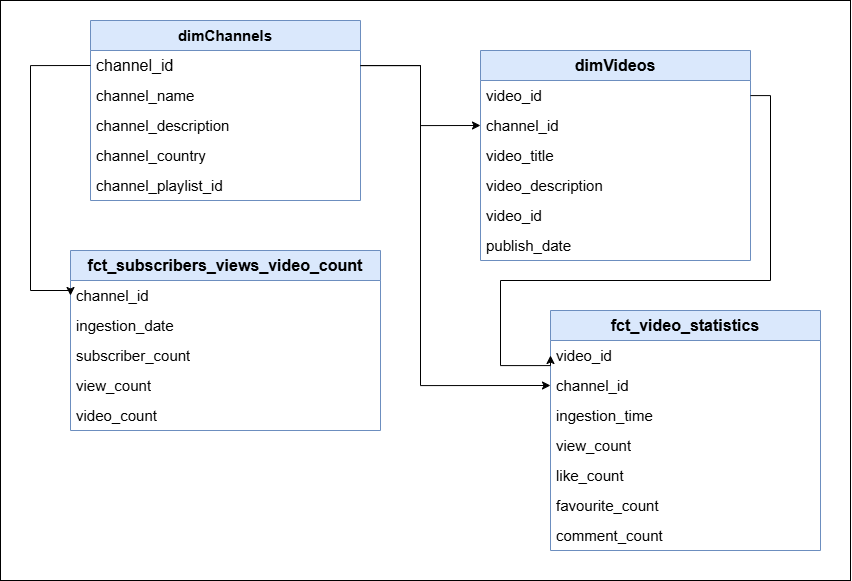 dimChannels
channel_id
channel_name
channel_description
channel_country
channel_playlist_id
dimVideos
video_id
channel_id
video_title
video_description
video_id
publish_date
fct_subscribers_views_video_count
channel_id
ingestion_date
subscriber_count
view_count
video_count
fct_video_statistics
video_id
channel_id
ingestion_time
view_count
like_count
favourite_count
comment_count